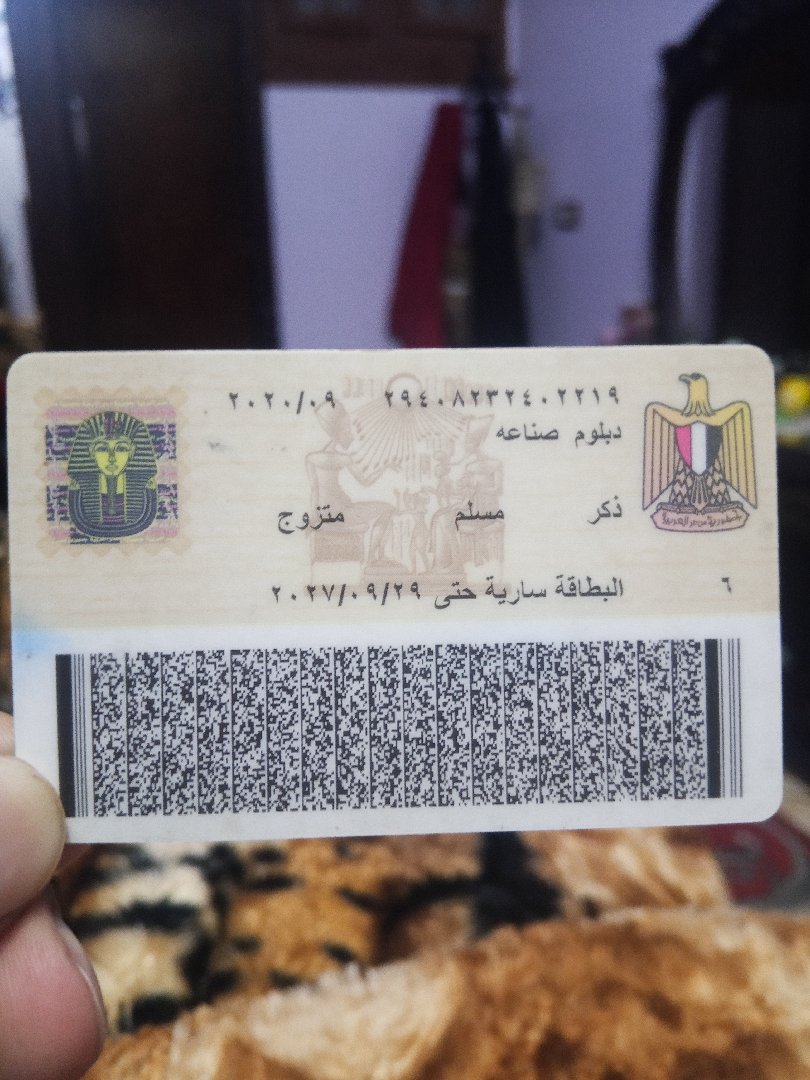 ٢٩٤٠٨٢٣٢٤٠٢٢١٩ ٢٠٢٠/٠٩
دبلوم صناعه
ذكر مسلم متزوج
٦ البطاقة سارية حتى ٢٠٢٧/٠٩/٢٩